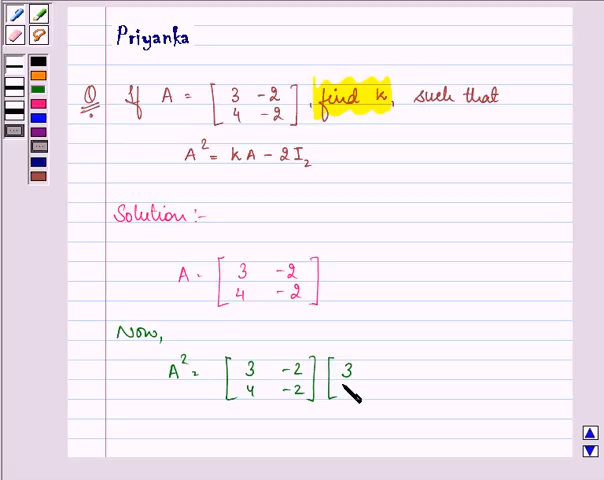 Priyanka
Q If A = [ 3 -2 , find k, such that
4 -2 ]
A² = kA - 2I₂
Solution :-
A = [ 3 -2
4 -2 ]
Now,
A² = [ 3 -2 ] [ 3
4 -2